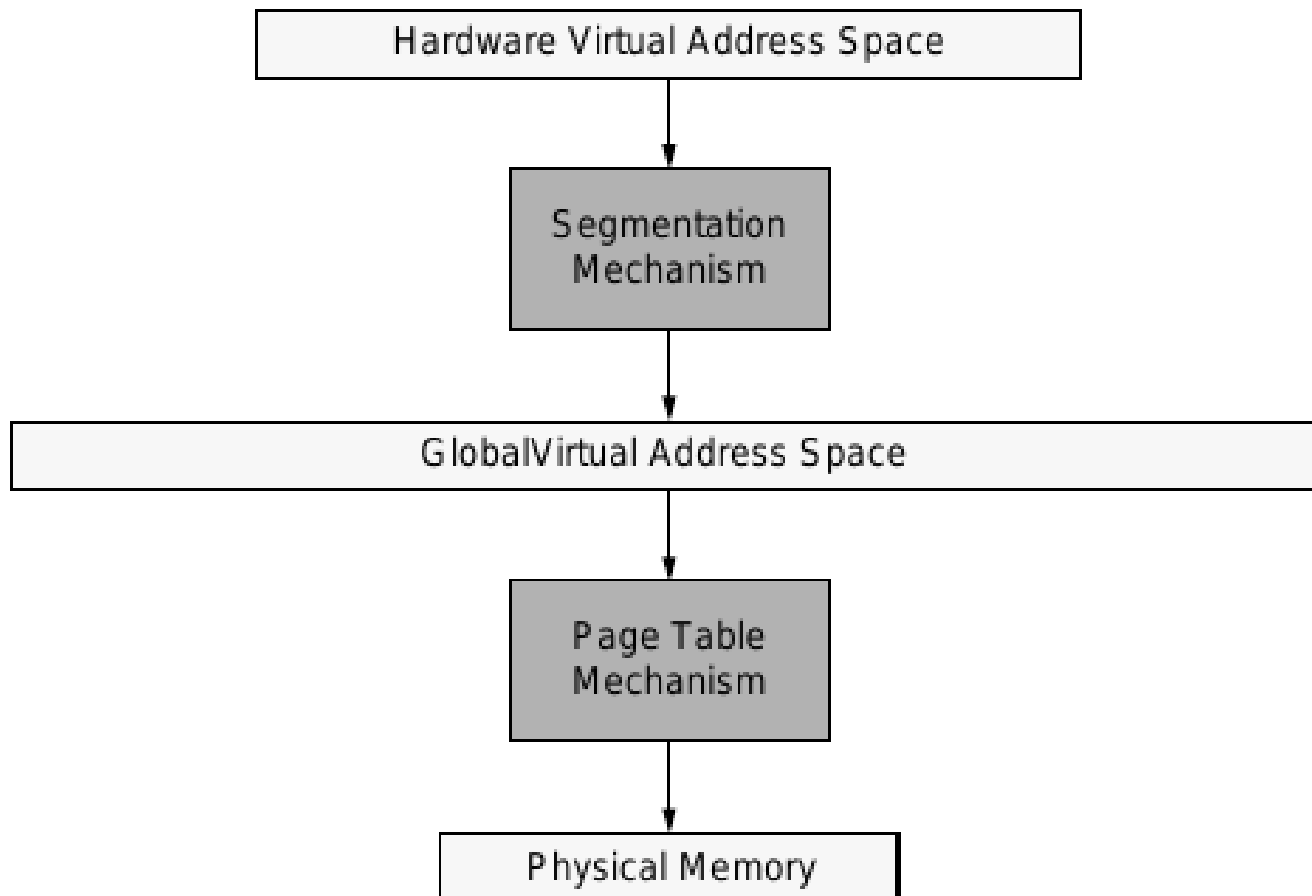 Hardware Virtual Address Space
Segmentation
Mechanism
GlobalVirtual Address Space
Page Table
Mechanism
Physical Memory